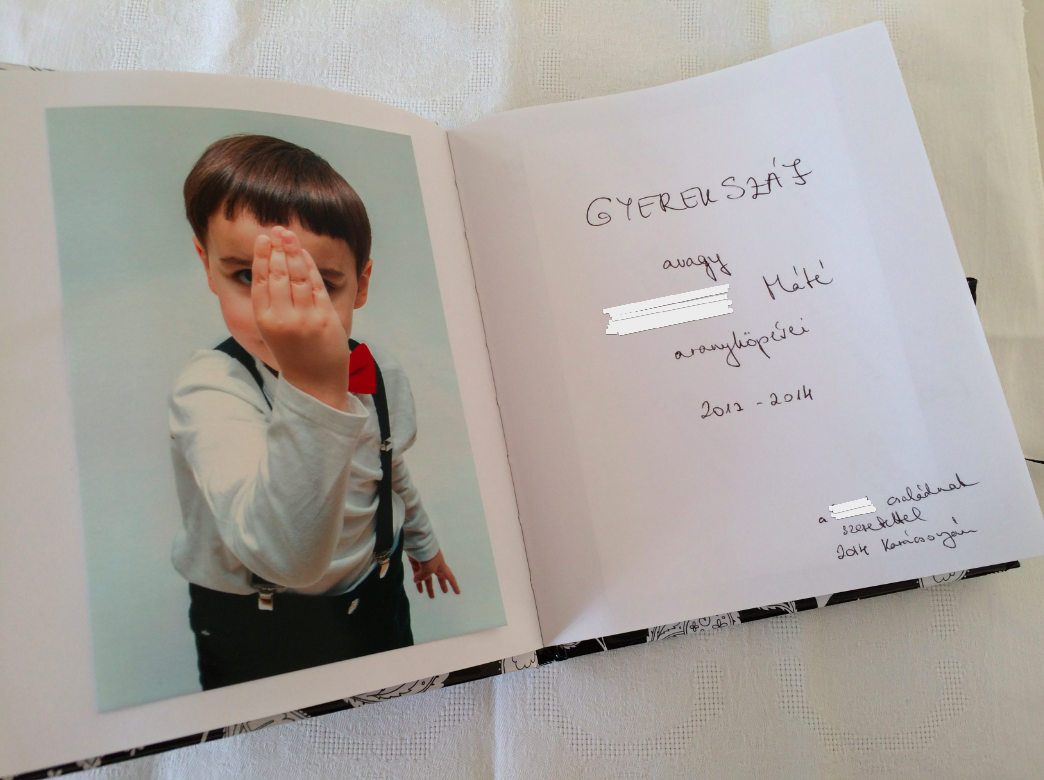 GYEREKSZÁJ
avagy
Máté
aranyköpései
2012 - 2014
a családnak
szeretettel
2014 Karácsonyán